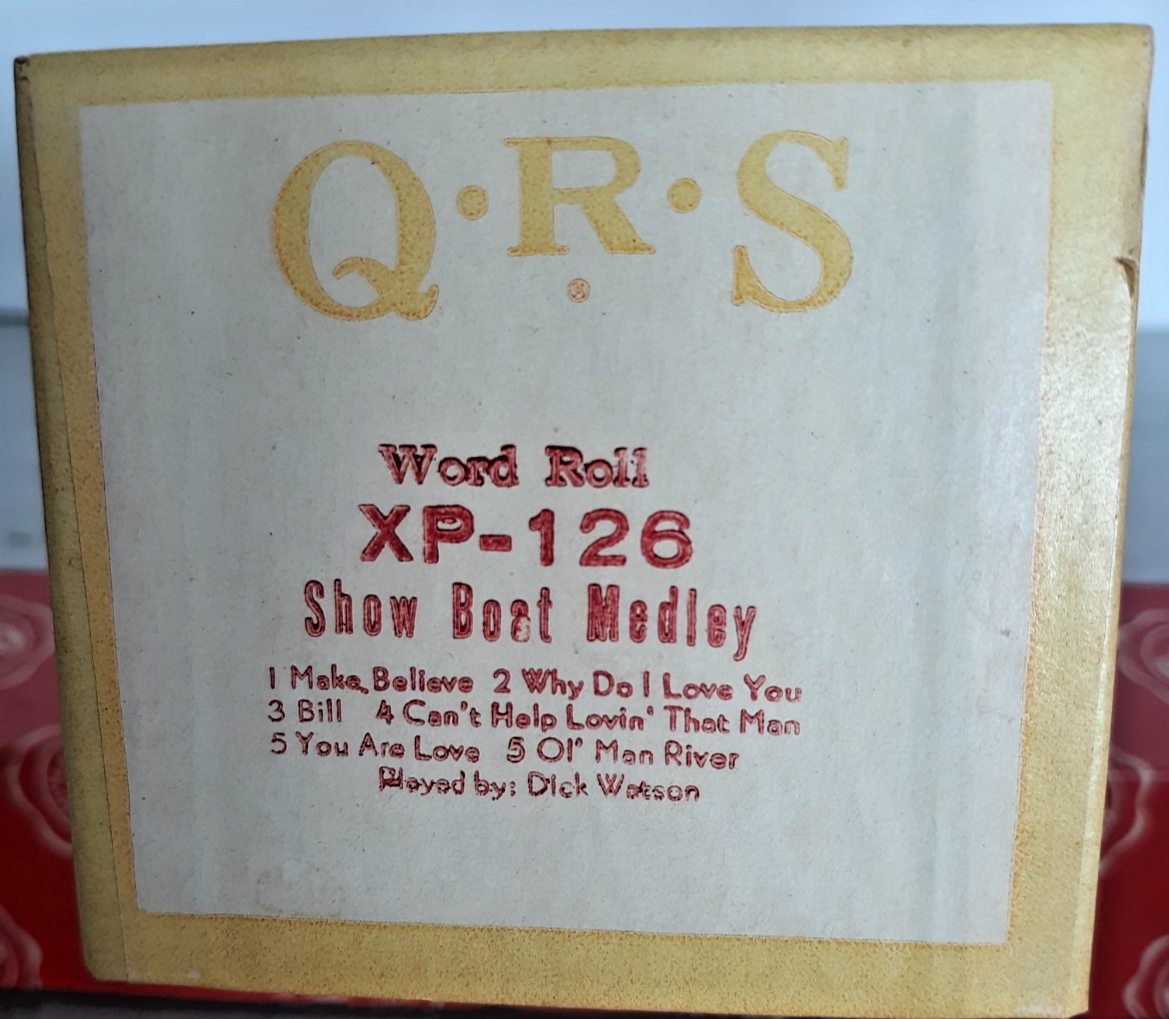 Q·R·S
®
Word Roll
XP-126
Show Boat Medley
1 Make Believe 2 Why Do I Love You
3 Bill 4 Can't Help Lovin' That Man
5 You Are Love 5 Ol' Man River
Played by: Dick Watson